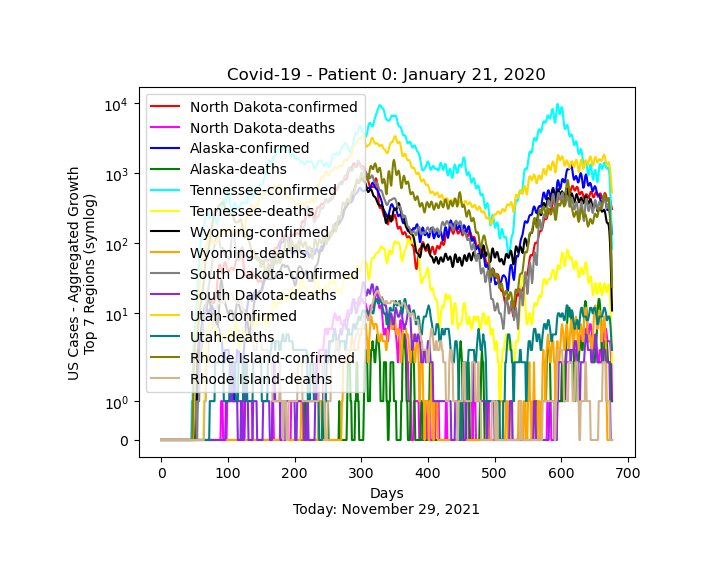 Covid-19 - Patient 0: January 21, 2020
US Cases - Aggregated Growth
Top 7 Regions (symlog)
10^4
10^3
10^2
10^1
10^0
0
North Dakota-confirmed
North Dakota-deaths
Alaska-confirmed
Alaska-deaths
Tennessee-confirmed
Tennessee-deaths
Wyoming-confirmed
Wyoming-deaths
South Dakota-confirmed
South Dakota-deaths
Utah-confirmed
Utah-deaths
Rhode Island-confirmed
Rhode Island-deaths
0 100 200 300 400 500 600 700
Days
Today: November 29, 2021